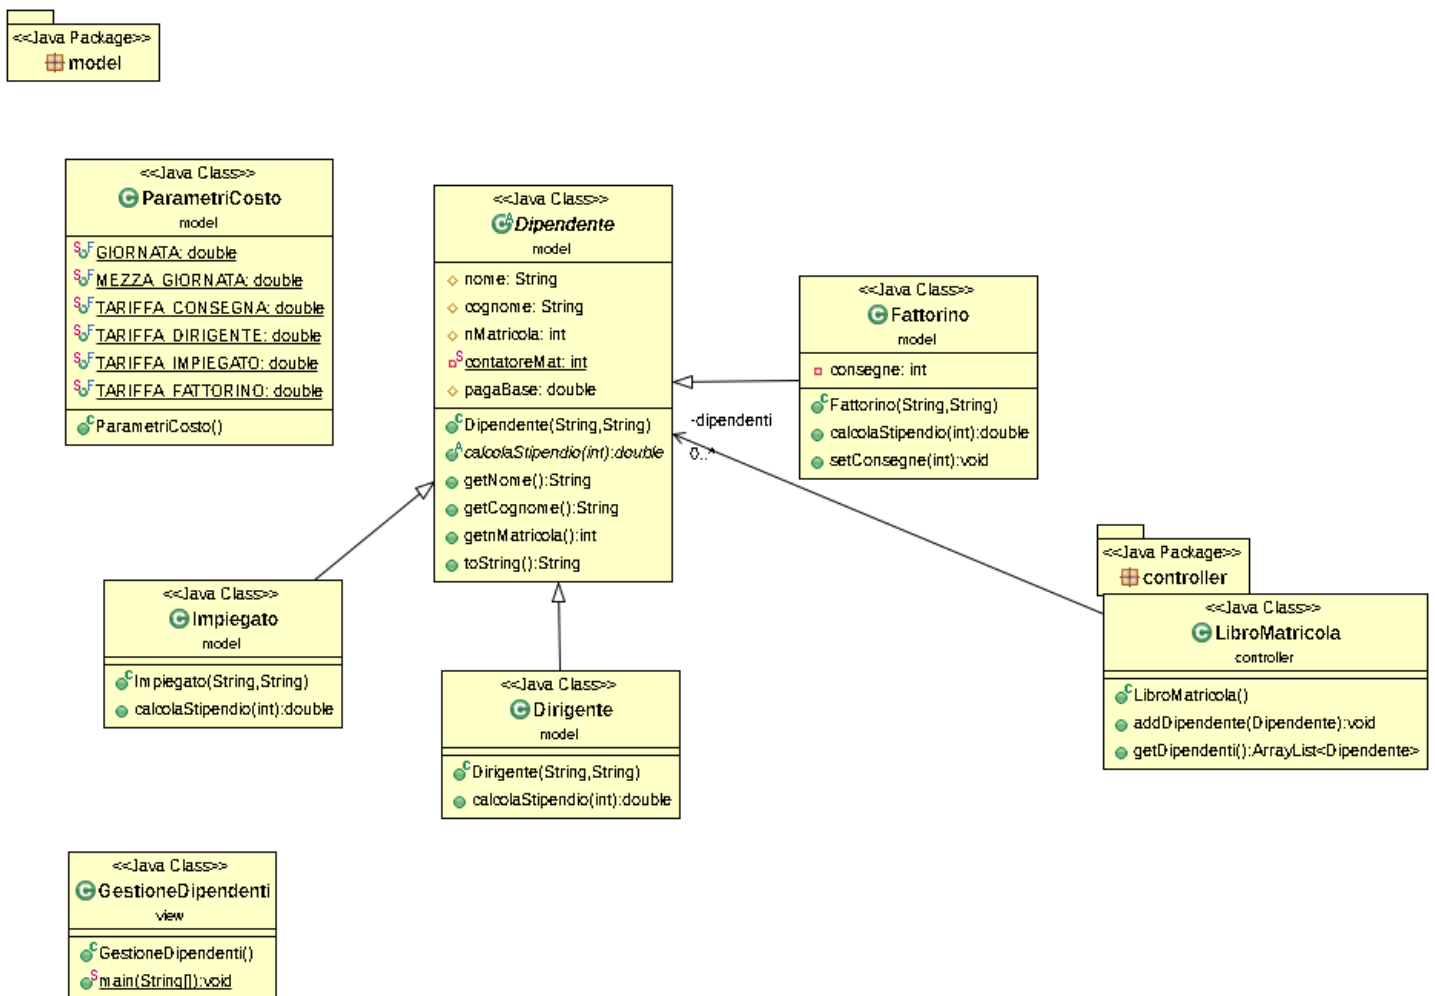 <<Java Package>>
model
<<Java Class>>
ParametriCosto
model
GIORNATA: double
MEZZA_GIORNATA: double
TARIFFA_CONSEGNA: double
TARIFFA_DIRIGENTE: double
TARIFFA_IMPIEGATO: double
TARIFFA_FATTORINO: double
ParametriCosto()
<<Java Class>>
Dipendente
model
nome: String
cognome: String
nMatricola: int
contatoreMat: int
pagaBase: double
Dipendente(String,String)
calcolaStipendio(int):double
getNome():String
getCognome():String
getnMatricola():int
toString():String
<<Java Class>>
Fattorino
model
consegne: int
Fattorino(String,String)
calcolaStipendio(int):double
setConsegne(int):void
-dipendenti
0..*
<<Java Package>>
controller
<<Java Class>>
LibroMatricola
controller
LibroMatricola()
addDipendente(Dipendente):void
getDipendenti():ArrayList<Dipendente>
<<Java Class>>
Impiegato
model
Impiegato(String,String)
calcolaStipendio(int):double
<<Java Class>>
Dirigente
model
Dirigente(String,String)
calcolaStipendio(int):double
<<Java Class>>
GestioneDipendenti
view
GestioneDipendenti()
main(String[]):void